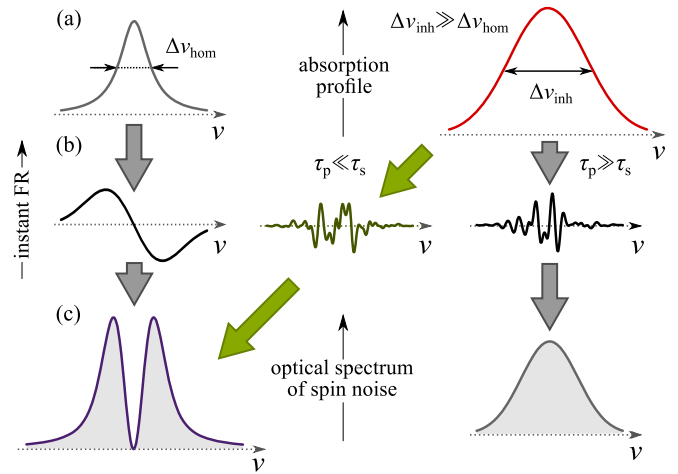 (a)
Δν_hom
ν
absorption
profile
Δν_inh≫Δν_hom
Δν_inh
ν
(b)
instant FR
ν
τ_p≪τ_s
ν
τ_p≫τ_s
ν
(c)
ν
optical spectrum
of spin noise
ν